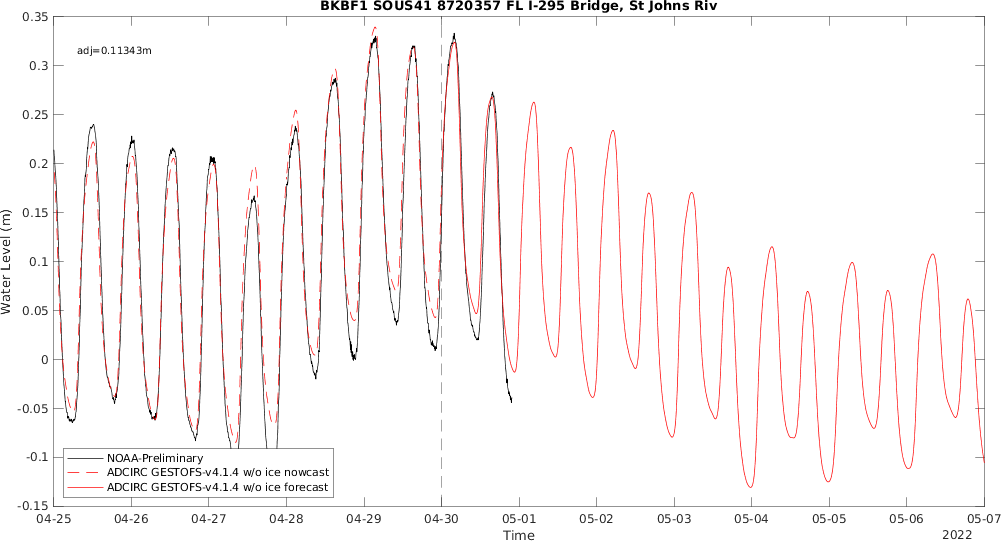 BKBF1 SOUS41 8720357 FL I-295 Bridge, St Johns Riv
0.35
adj=0.11343m
0.3
0.25
0.2
0.15
0.1
0.05
0
-0.05
-0.1
-0.15
Water Level (m)
NOAA-Preliminary
ADCIRC GESTOFS-v4.1.4 w/o ice nowcast
ADCIRC GESTOFS-v4.1.4 w/o ice forecast
04-25 04-26 04-27 04-28 04-29 04-30 05-01 05-02 05-03 05-04 05-05 05-06 05-07
Time
2022